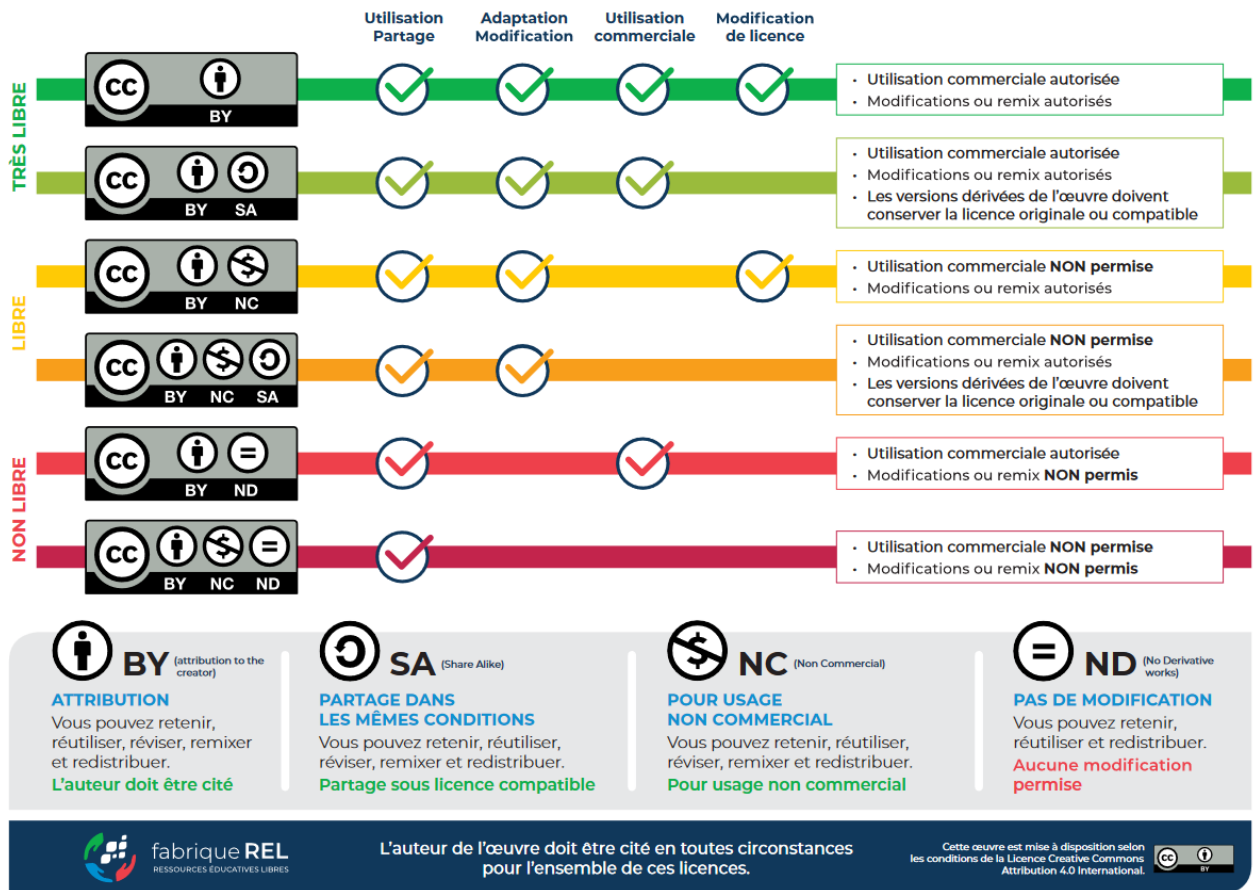 Utilisation
Partage
Adaptation
Modification
Utilisation
commerciale
Modification
de licence
TRÈS LIBRE
cc
BY
• Utilisation commerciale autorisée
• Modifications ou remix autorisés
cc
BY SA
• Utilisation commerciale autorisée
• Modifications ou remix autorisés
• Les versions dérivées de l'œuvre doivent
conserver la licence originale ou compatible
LIBRE
cc
BY NC
• Utilisation commerciale NON permise
• Modifications ou remix autorisés
cc
BY NC SA
• Utilisation commerciale NON permise
• Modifications ou remix autorisés
• Les versions dérivées de l'œuvre doivent
conserver la licence originale ou compatible
NON LIBRE
cc
BY ND
• Utilisation commerciale autorisée
• Modifications ou remix NON permis
cc
BY NC ND
• Utilisation commerciale NON permise
• Modifications ou remix NON permis
BY (attribution to the
creator)
ATTRIBUTION
Vous pouvez retenir,
réutiliser, réviser, remixer
et redistribuer.
L'auteur doit être cité
SA (Share Alike)
PARTAGE DANS
LES MÊMES CONDITIONS
Vous pouvez retenir, réutiliser,
réviser, remixer et redistribuer.
Partage sous licence compatible
NC (Non Commercial)
POUR USAGE
NON COMMERCIAL
Vous pouvez retenir, réutiliser,
réviser, remixer et redistribuer.
Pour usage non commercial
ND (No Derivative
works)
PAS DE MODIFICATION
Vous pouvez retenir,
réutiliser et redistribuer.
Aucune modification
permise
fabrique REL
RESSOURCES ÉDUCATIVES LIBRES
L'auteur de l'œuvre doit être cité en toutes circonstances
pour l'ensemble de ces licences.
Cette œuvre est mise à disposition selon
les conditions de la Licence Creative Commons
Attribution 4.0 International.
cc
BY